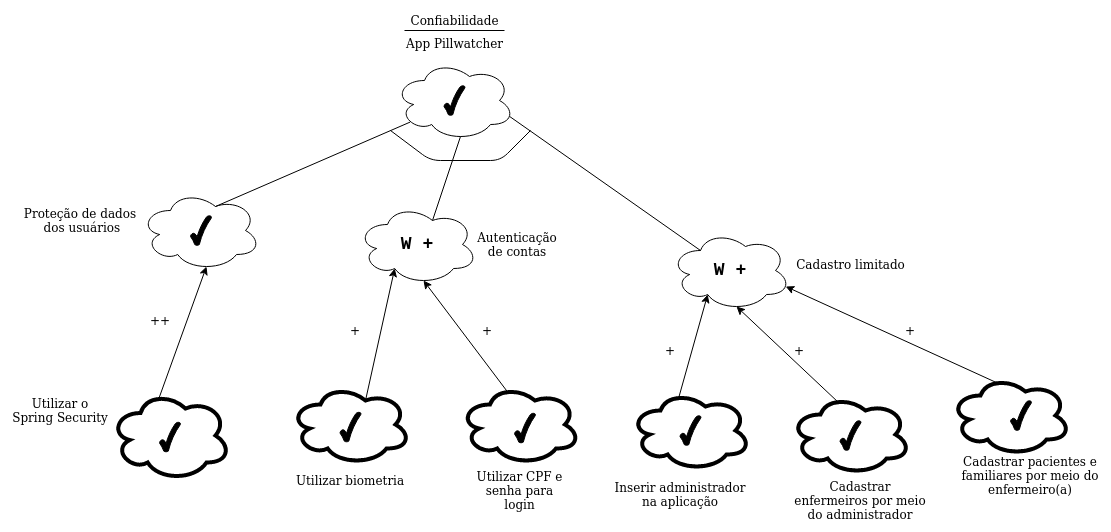 Confiabilidade
App Pillwatcher
Proteção de dados
dos usuários
W +
Autenticação
de contas
W +
Cadastro limitado
++
+
+
+
+
+
Utilizar o
Spring Security
Utilizar biometria
Utilizar CPF e
senha para
login
Inserir administrador
na aplicação
Cadastrar
enfermeiros por meio
do administrador
Cadastrar pacientes e
familiares por meio do
enfermeiro(a)